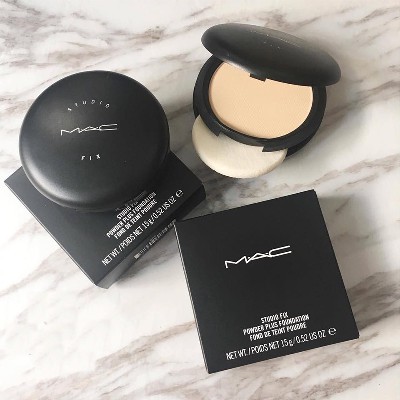 STUDIO
MAC
FIX
STUDIO FIX
POWDER PLUS FOUNDATION
FOND DE TEINT POUDRE
NET WT./POIDS NET 15g/0.52 US OZ ℮
MAC
STUDIO FIX
POWDER PLUS FOUNDATION
FOND DE TEINT POUDRE
NET WT./POIDS NET 15g/0.52 US OZ ℮